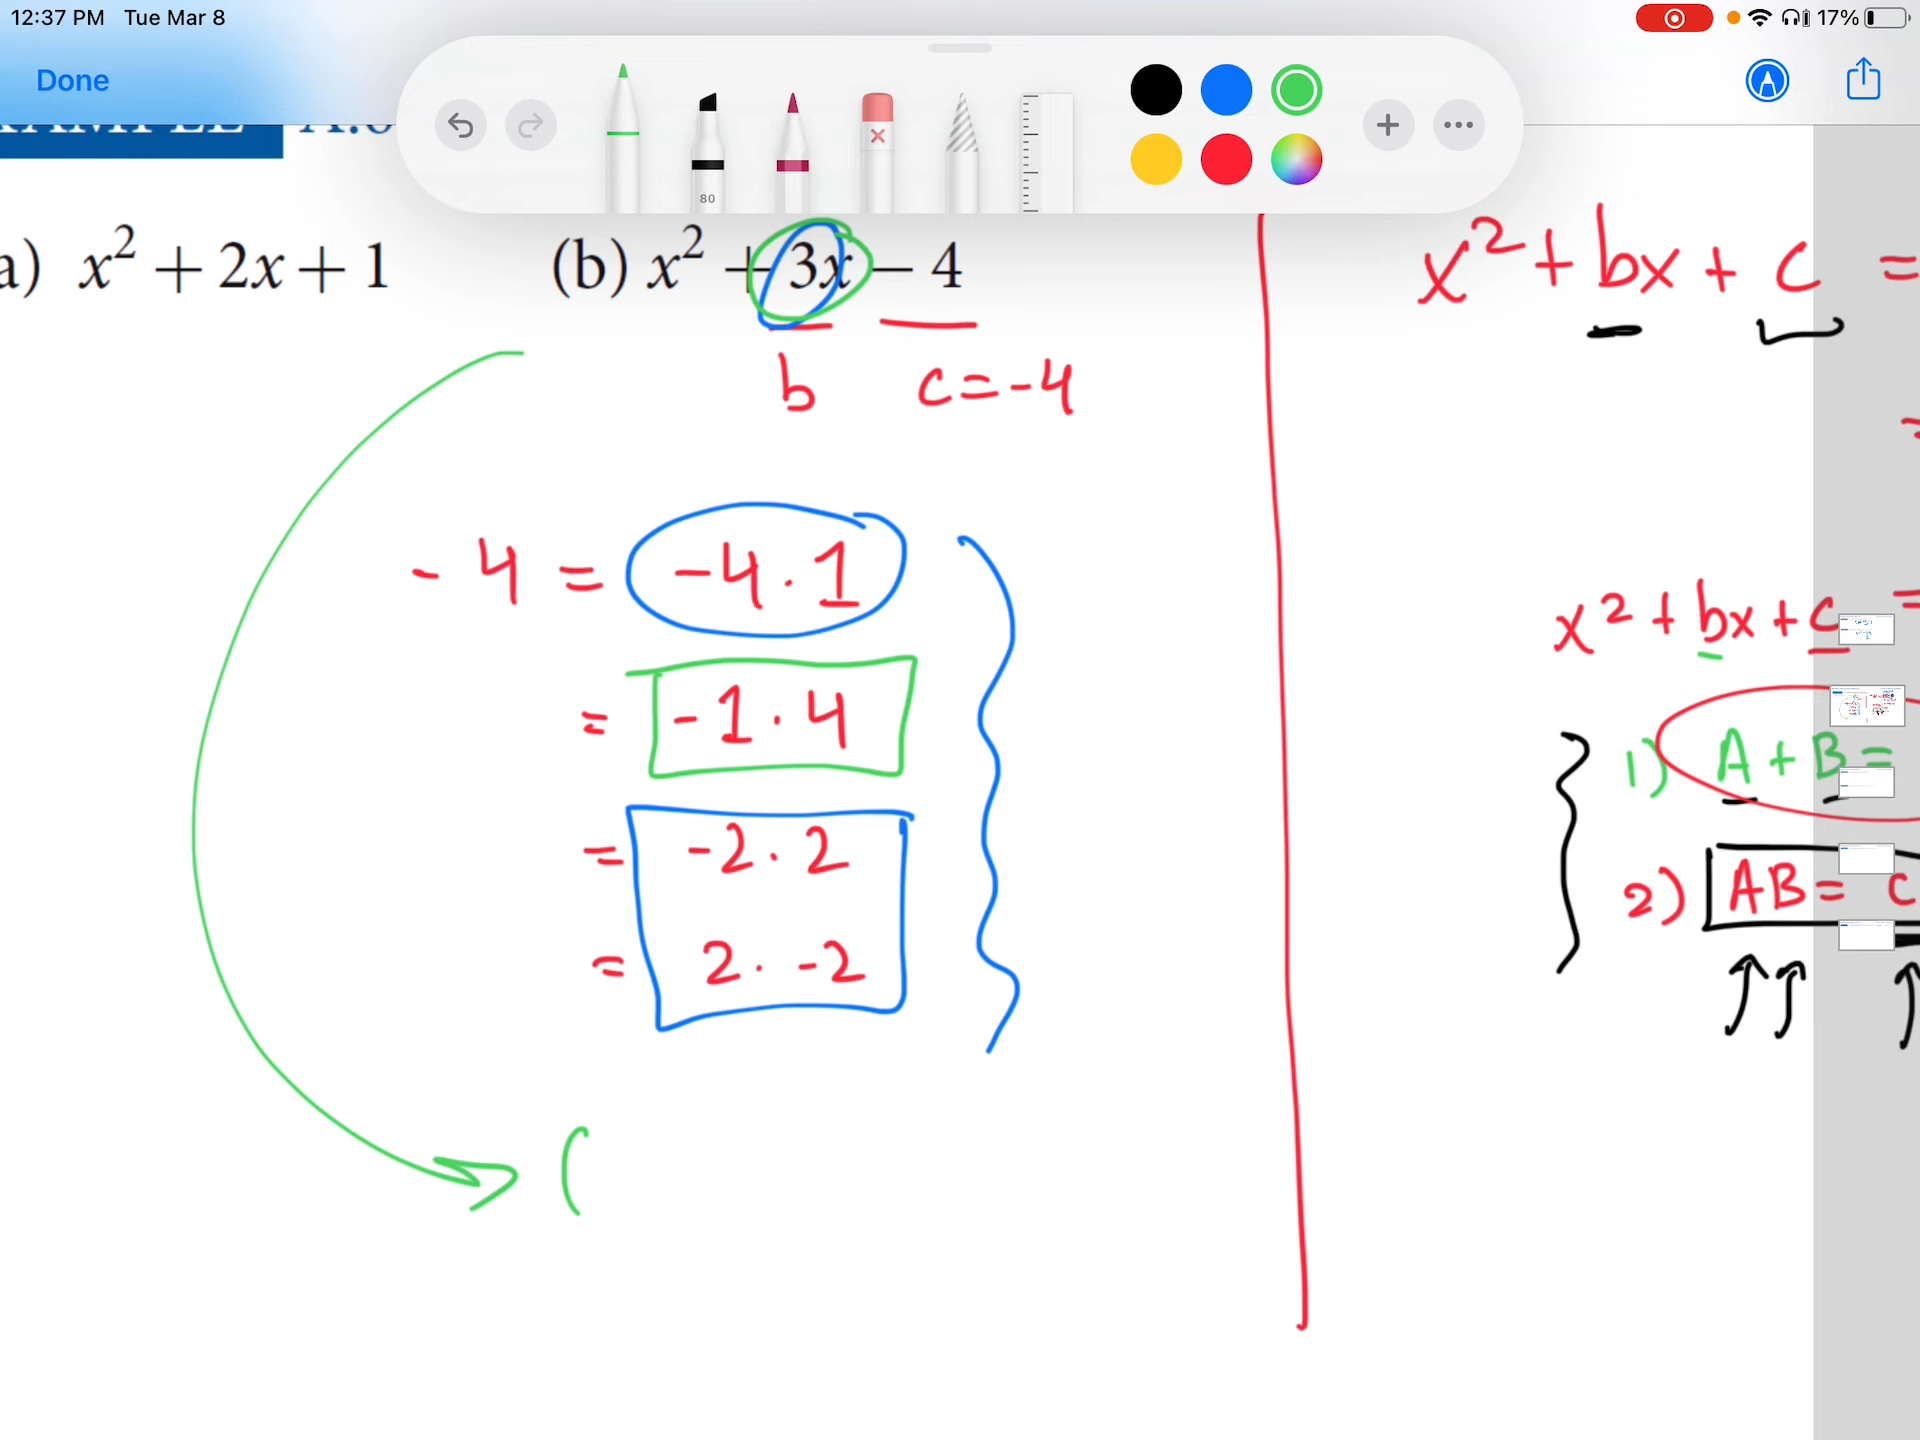 12:37 PM Tue Mar 8
17%
Done
80
a) x² + 2x + 1
(b) x² + 3x − 4
b
c = -4
- 4 = -4 · 1
= -1 · 4
= -2 · 2
= 2 · -2
(
x² + bx + c =
=
x² + bx + c =
1) A + B =
2) AB = c